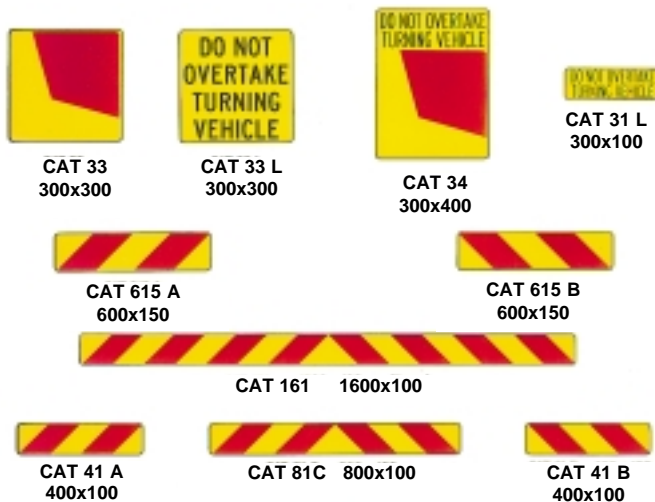 DO NOT
OVERTAKE
TURNING
VEHICLE
DO NOT OVERTAKE
TURNING VEHICLE
DO NOT OVERTAKE
TURNING VEHICLE
CAT 33
300x300
CAT 33 L
300x300
CAT 34
300x400
CAT 31 L
300x100
CAT 615 A
600x150
CAT 615 B
600x150
CAT 161 1600x100
CAT 41 A
400x100
CAT 81C 800x100
CAT 41 B
400x100